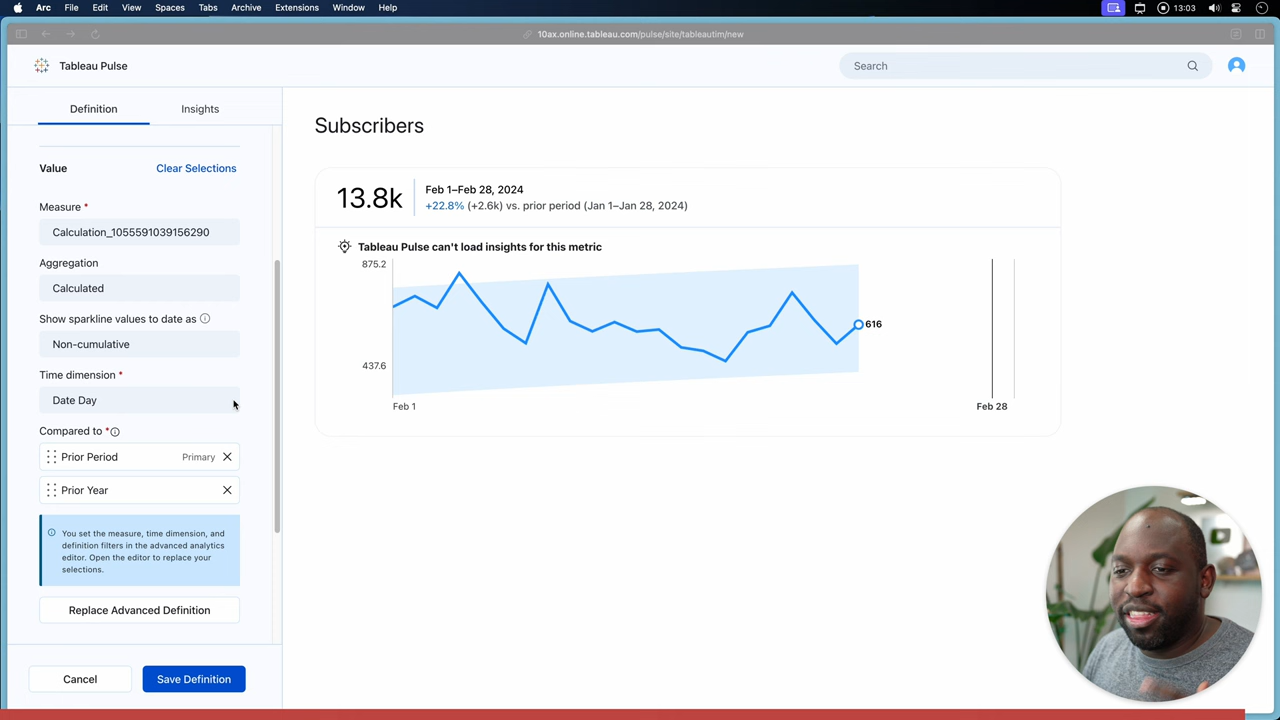 Arc File Edit View Spaces Tabs Archive Extensions Window Help 13:03
10ax.online.tableau.com/pulse/site/tableautim/new
Tableau Pulse
Search
Definition Insights
Subscribers
Value Clear Selections
13.8k
Feb 1–Feb 28, 2024
+22.8% (+2.6k) vs. prior period (Jan 1–Jan 28, 2024)
Measure *
Calculation_1055591039156290
Tableau Pulse can't load insights for this metric
Aggregation
Calculated
875.2
Show sparkline values to date as
Non-cumulative
616
Time dimension *
437.6
Date Day
Feb 1
Feb 28
Compared to *
Prior Period Primary
Prior Year
You set the measure, time dimension, and
definition filters in the advanced analytics
editor. Open the editor to replace your
selections.
Replace Advanced Definition
Cancel Save Definition